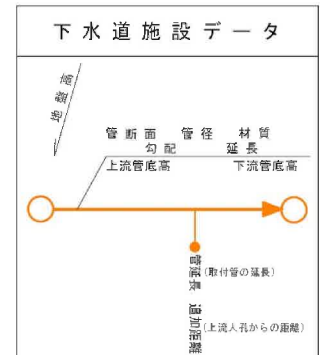 下水道施設データ
地盤高
管断面 管径 材質
勾配 延長
上流管底高 下流管底高
管延長 (取付管の延長)
追加距離 (上流人孔からの距離)